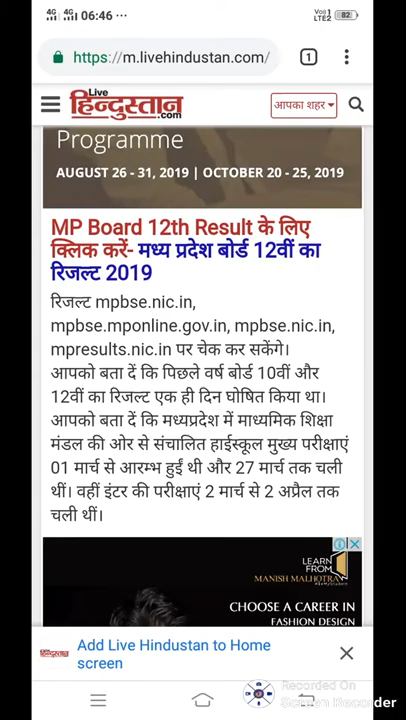 4G 4G 06:46 ...
Voi) 1
LTE2
82
https://m.livehindustan.com/
1
Live
हिन्दुस्तान
.com
आपका शहर
Programme
AUGUST 26 - 31, 2019 | OCTOBER 20 - 25, 2019
MP Board 12th Result के लिए
क्लिक करें- मध्य प्रदेश बोर्ड 12वीं का
रिजल्ट 2019
रिजल्ट mpbse.nic.in,
mpbse.mponline.gov.in, mpbse.nic.in,
mpresults.nic.in पर चेक कर सकेंगे।
आपको बता दें कि पिछले वर्ष बोर्ड 10वीं और
12वीं का रिजल्ट एक ही दिन घोषित किया था।
आपको बता दें कि मध्यप्रदेश में माध्यमिक शिक्षा
मंडल की ओर से संचालित हाईस्कूल मुख्य परीक्षाएं
01 मार्च से आरम्भ हुईं थी और 27 मार्च तक चली
थीं। वहीं इंटर की परीक्षाएं 2 मार्च से 2 अप्रैल तक
चली थीं।
LEARN
FROM
MANISH MALHOTRA
CHOOSE A CAREER IN
FASHION DESIGN
हिन्दुस्तान
Add Live Hindustan to Home
screen
Recorded On
Screen Recorder